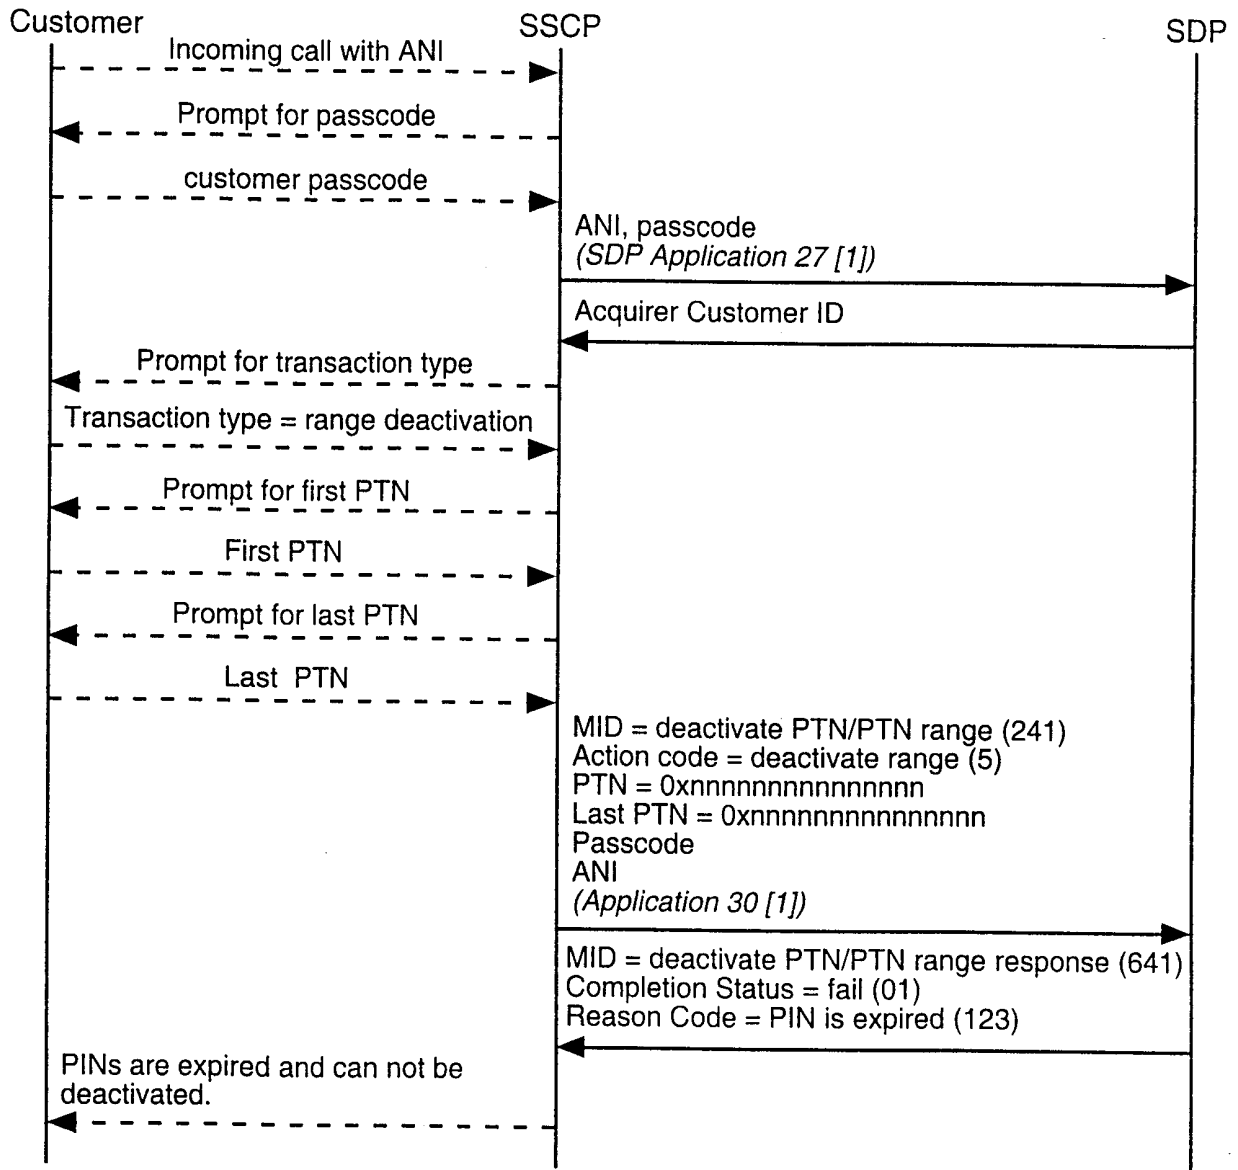 Customer
SSCP
SDP
Incoming call with ANI
Prompt for passcode
customer passcode
ANI, passcode
(SDP Application 27 [1])
Acquirer Customer ID
Prompt for transaction type
Transaction type = range deactivation
Prompt for first PTN
First PTN
Prompt for last PTN
Last PTN
MID = deactivate PTN/PTN range (241)
Action code = deactivate range (5)
PTN = 0xnnnnnnnnnnnnnnnn
Last PTN = 0xnnnnnnnnnnnnnnnn
Passcode
ANI
(Application 30 [1])
MID = deactivate PTN/PTN range response (641)
Completion Status = fail (01)
Reason Code = PIN is expired (123)
PINs are expired and can not be
deactivated.